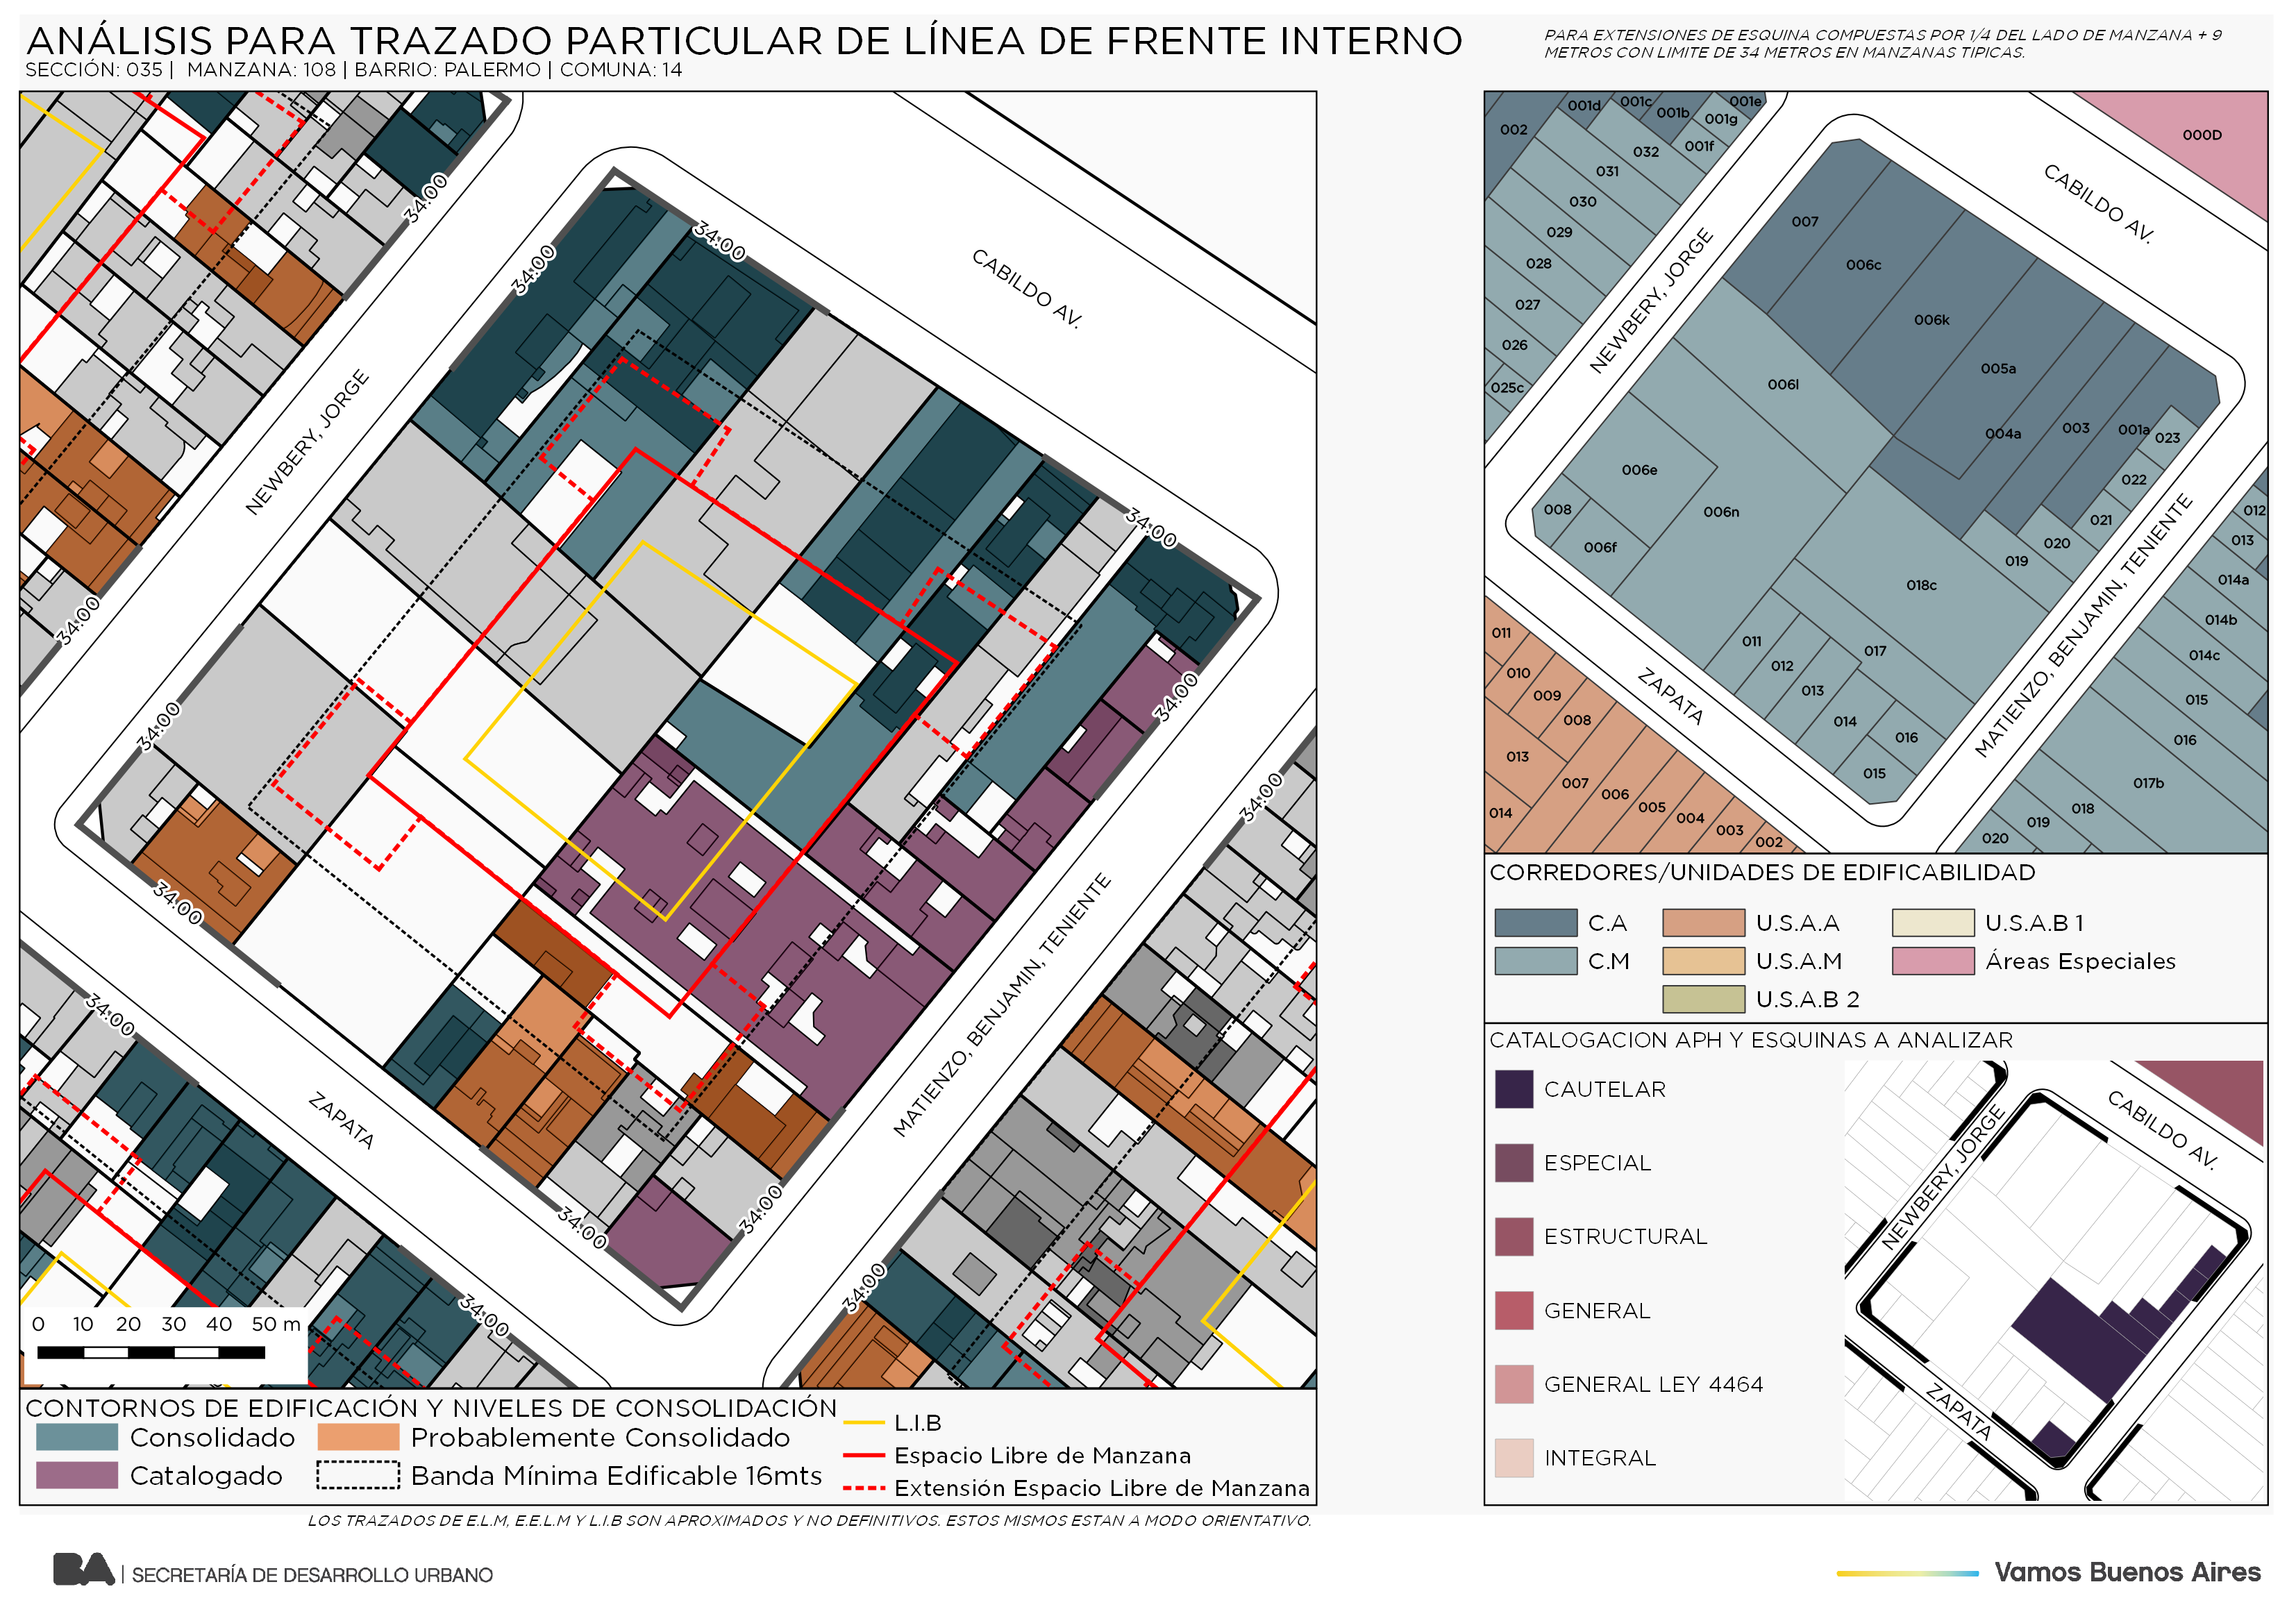 ANÁLISIS PARA TRAZADO PARTICULAR DE LÍNEA DE FRENTE INTERNO
SECCIÓN: 035 | MANZANA: 108 | BARRIO: PALERMO | COMUNA: 14
PARA EXTENSIONES DE ESQUINA COMPUESTAS POR 1/4 DEL LADO DE MANZANA + 9
METROS CON LIMITE DE 34 METROS EN MANZANAS TIPICAS.
34.00
34.00
34.00
CABILDO AV.
NEWBERY, JORGE
34.00
34.00
34.00
34.00
34.00
34.00
34.00
ZAPATA
MATIENZO, BENJAMIN, TENIENTE
34.00
34.00
34.00
34.00
0 10 20 30 40 50 m
CONTORNOS DE EDIFICACIÓN Y NIVELES DE CONSOLIDACIÓN
Consolidado
Probablemente Consolidado
Catalogado
Banda Mínima Edificable 16mts
L.I.B
Espacio Libre de Manzana
Extensión Espacio Libre de Manzana
LOS TRAZADOS DE E.L.M, E.E.L.M Y L.I.B SON APROXIMADOS Y NO DEFINITIVOS. ESTOS MISMOS ESTAN A MODO ORIENTATIVO.
002
001d
001c
001b
001e
001g
001f
032
031
030
029
028
027
026
025c
000D
CABILDO AV.
NEWBERY, JORGE
007
006c
006k
005a
004a
003
001a
023
022
021
020
019
006l
006e
006n
008
006f
018c
011
012
013
014
017
016
015
ZAPATA
MATIENZO, BENJAMIN, TENIENTE
012
013
014a
014b
014c
015
016
017b
018
019
020
011
010
009
008
013
007
006
005
004
003
002
014
CORREDORES/UNIDADES DE EDIFICABILIDAD
C.A
U.S.A.A
U.S.A.B 1
C.M
U.S.A.M
Áreas Especiales
U.S.A.B 2
CATALOGACION APH Y ESQUINAS A ANALIZAR
CAUTELAR
ESPECIAL
ESTRUCTURAL
GENERAL
GENERAL LEY 4464
INTEGRAL
CABILDO AV.
NEWBERY, JORGE
ZAPATA
MATIENZO, BENJAMIN, TENIENTE
BA | SECRETARÍA DE DESARROLLO URBANO
Vamos Buenos Aires